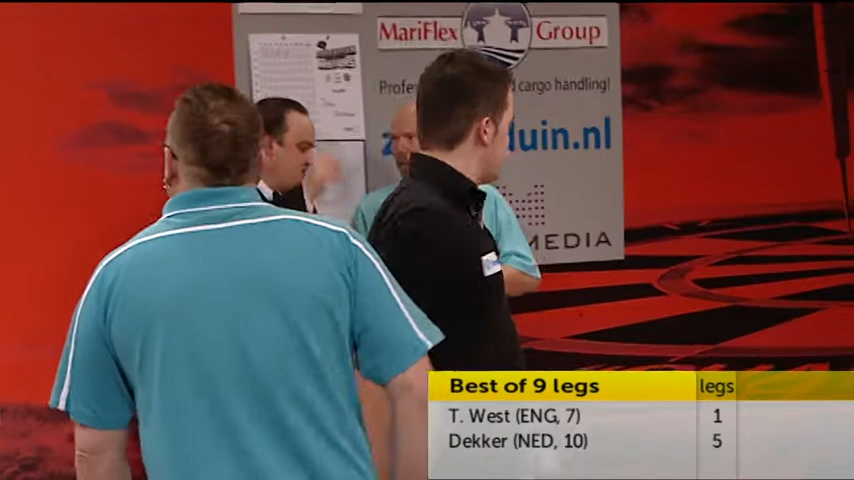 MariFlex Group
Profe d cargo handling!
z duin.nl
MEDIA
Best of 9 legs legs
T. West (ENG, 7) 1
Dekker (NED, 10) 5